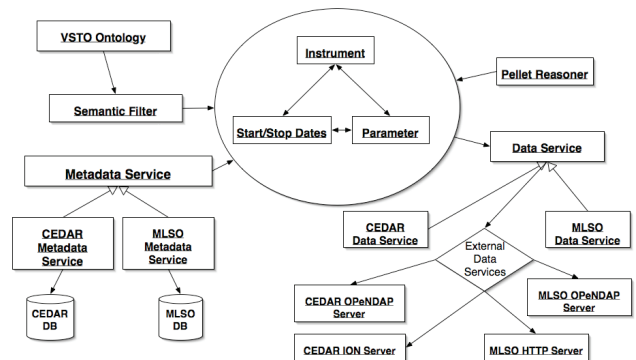 VSTO Ontology
Instrument
Pellet Reasoner
Semantic Filter
Start/Stop Dates
Parameter
Data Service
Metadata Service
CEDAR
Metadata
Service
MLSO
Metadata
Service
CEDAR
Data Service
MLSO
Data Service
External
Data
Services
CEDAR
DB
MLSO
DB
CEDAR OPeNDAP
Server
MLSO OPeNDAP
Server
CEDAR ION Server
MLSO HTTP Server